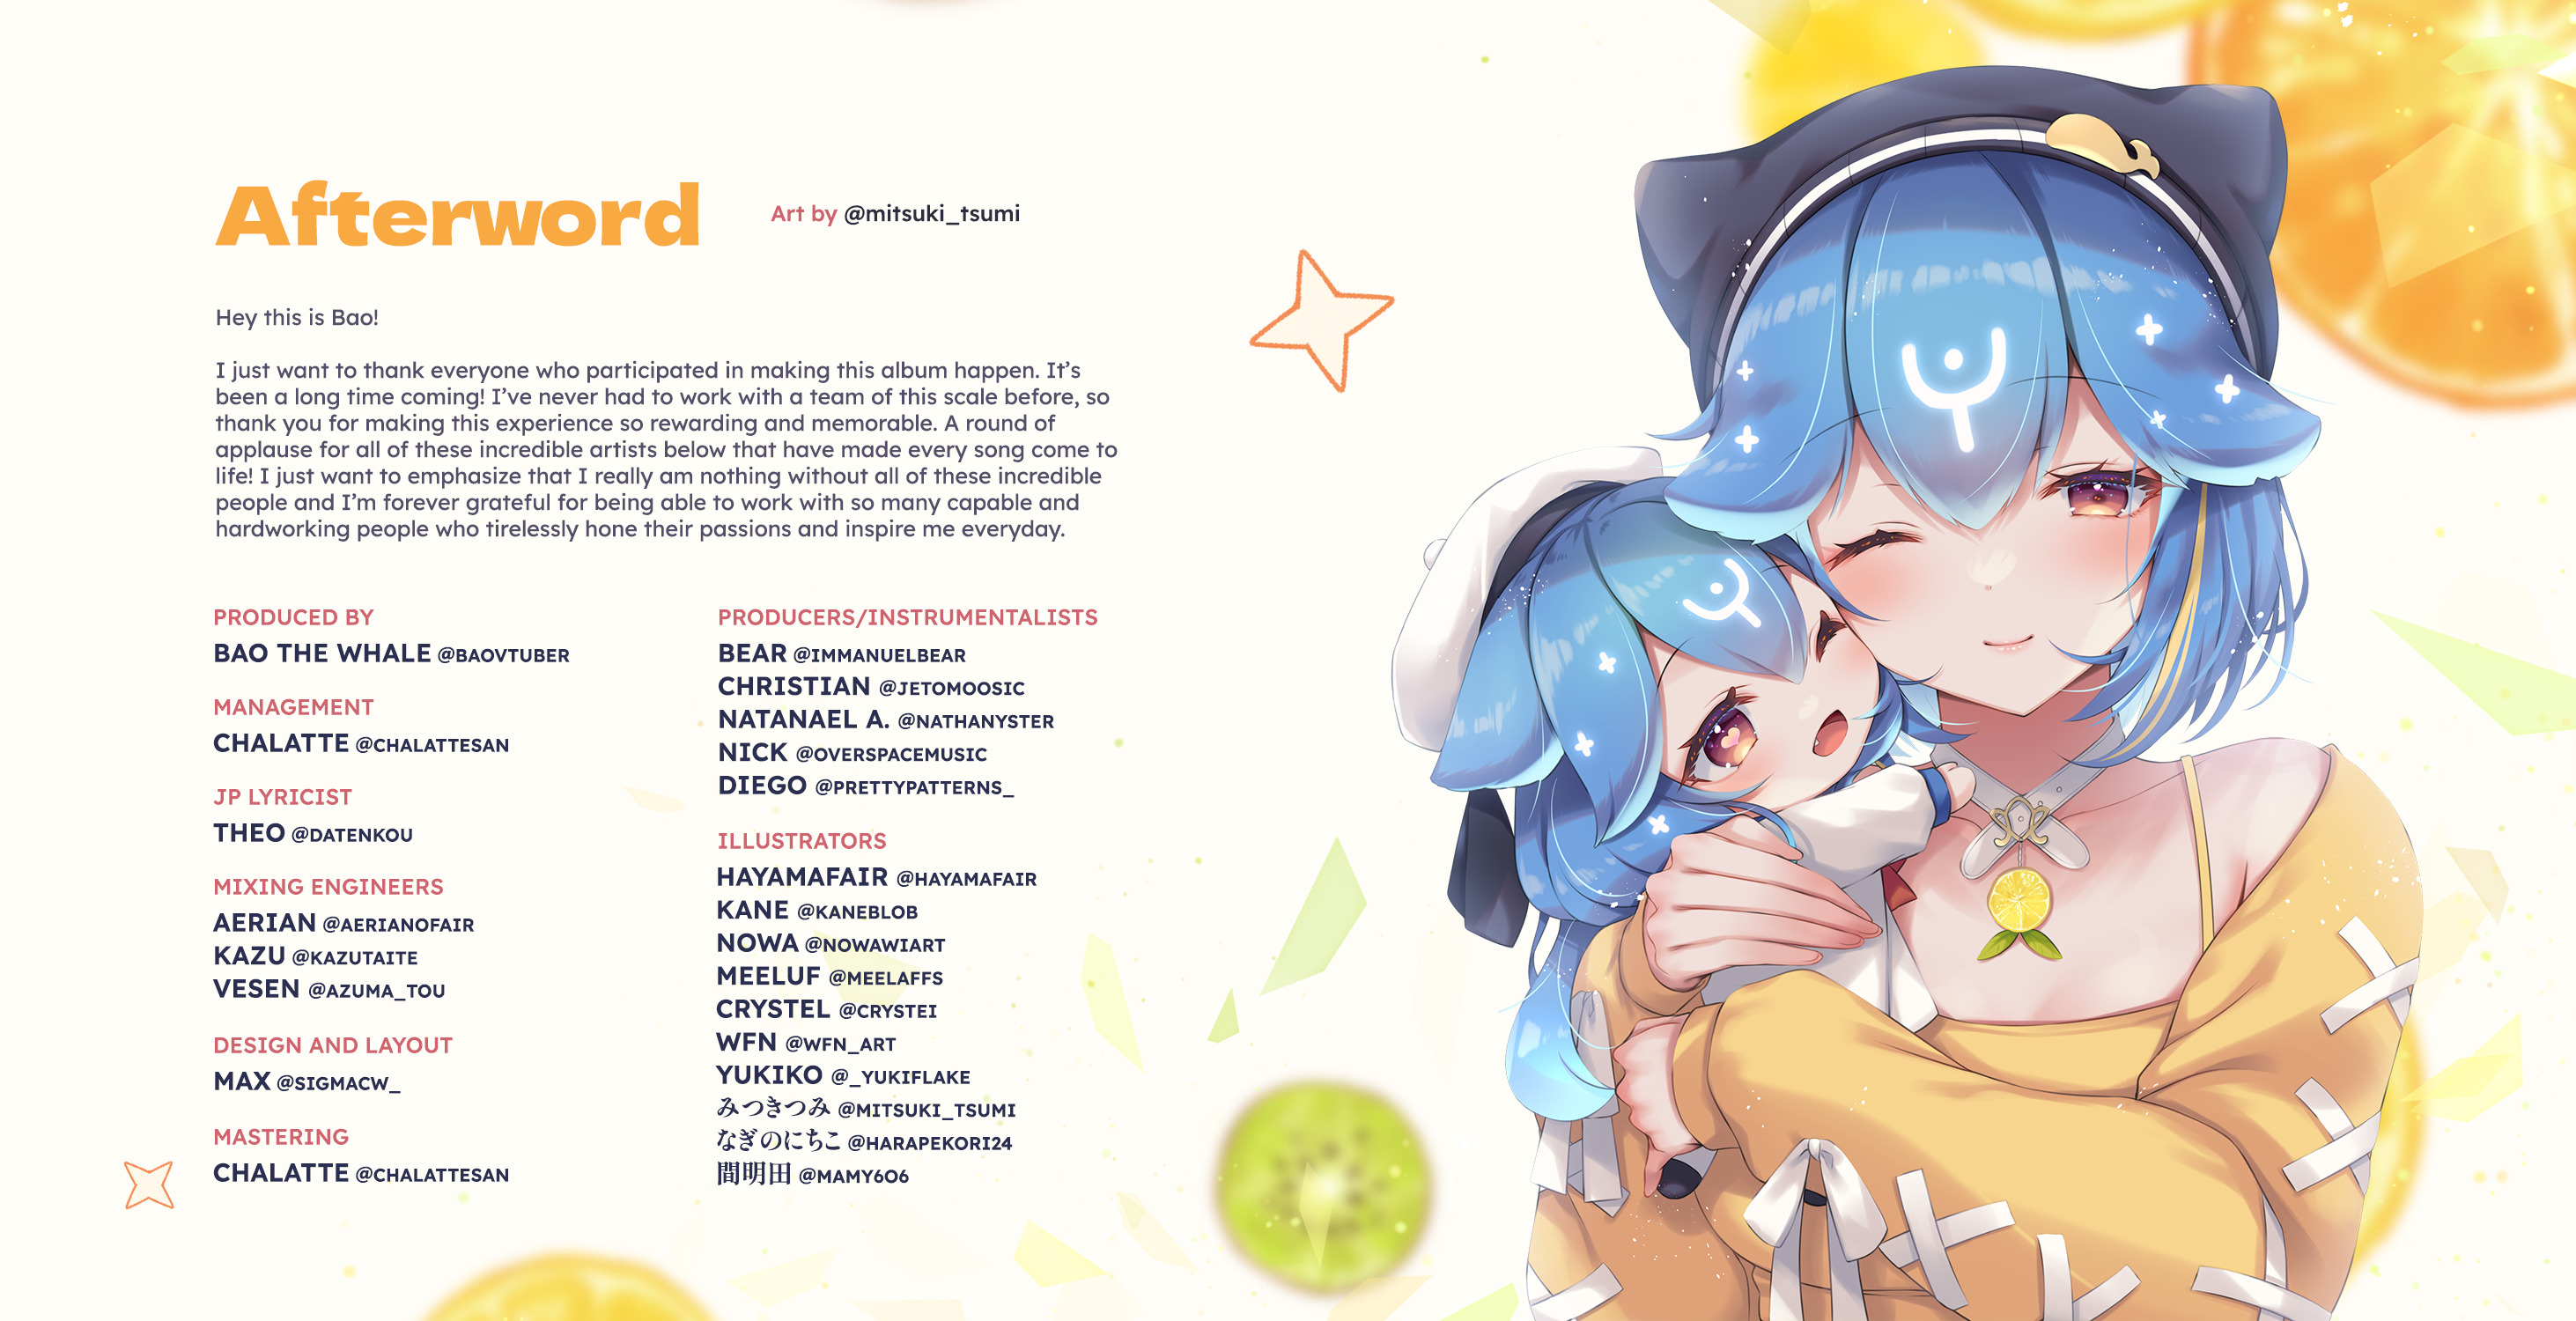 Afterword
Art by @mitsuki_tsumi
Hey this is Bao!
I just want to thank everyone who participated in making this album happen. It’s
been a long time coming! I’ve never had to work with a team of this scale before, so
thank you for making this experience so rewarding and memorable. A round of
applause for all of these incredible artists below that have made every song come to
life! I just want to emphasize that I really am nothing without all of these incredible
people and I’m forever grateful for being able to work with so many capable and
hardworking people who tirelessly hone their passions and inspire me everyday.
PRODUCED BY
BAO THE WHALE @BAOVTUBER
MANAGEMENT
CHALATTE @CHALATTESAN
JP LYRICIST
THEO @DATENKOU
MIXING ENGINEERS
AERIAN @AERIANOFAIR
KAZU @KAZUTAITE
VESEN @AZUMA_TOU
DESIGN AND LAYOUT
MAX @SIGMACW_
MASTERING
CHALATTE @CHALATTESAN
PRODUCERS/INSTRUMENTALISTS
BEAR @IMMANUELBEAR
CHRISTIAN @JETOMOOSIC
NATANAEL A. @NATHANYSTER
NICK @OVERSPACEMUSIC
DIEGO @PRETTYPATTERNS_
ILLUSTRATORS
HAYAMAFAIR @HAYAMAFAIR
KANE @KANEBLOB
NOWA @NOWAWIART
MEELUF @MEELAFFS
CRYSTEL @CRYSTEI
WFN @WFN_ART
YUKIKO @_YUKIFLAKE
みつきつみ @MITSUKI_TSUMI
なぎのにちこ @HARAPEKORI24
間明田 @MAMY606